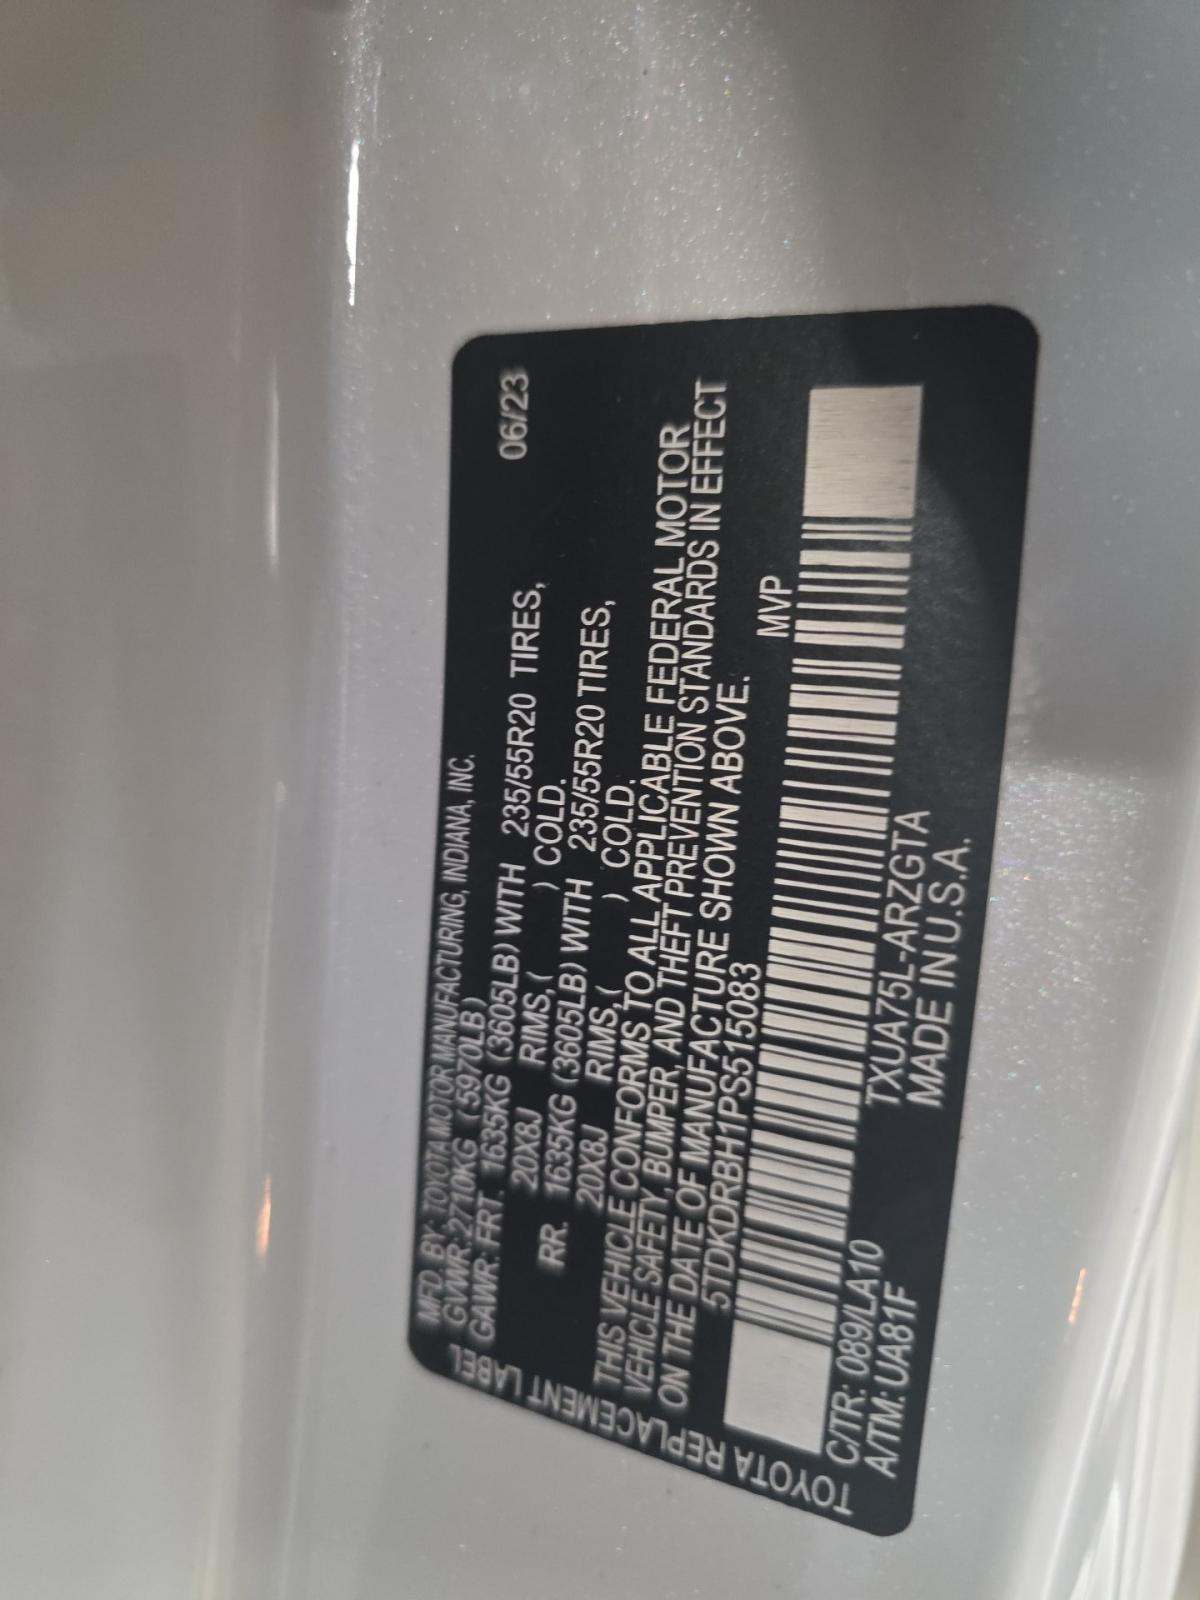 TOYOTA REPLACEMENT LABEL
MFD. BY: TOYOTA MOTOR MANUFACTURING, INDIANA, INC. 06/23
GVWR: 2710KG (5970LB)
GAWR: FRT. 1635KG (3605LB) WITH 235/55R20 TIRES,
20X8J RIMS, ( ) COLD.
RR. 1635KG (3605LB) WITH 235/55R20 TIRES,
20X8J RIMS, ( ) COLD.
THIS VEHICLE CONFORMS TO ALL APPLICABLE FEDERAL MOTOR
VEHICLE SAFETY, BUMPER, AND THEFT PREVENTION STANDARDS IN EFFECT
ON THE DATE OF MANUFACTURE SHOWN ABOVE.
5TDKDRBH1PS515083 MVP
C/TR: 089/LA10 TXUA75L-ARZGTA
A/TM: UA81F MADE IN U.S.A.